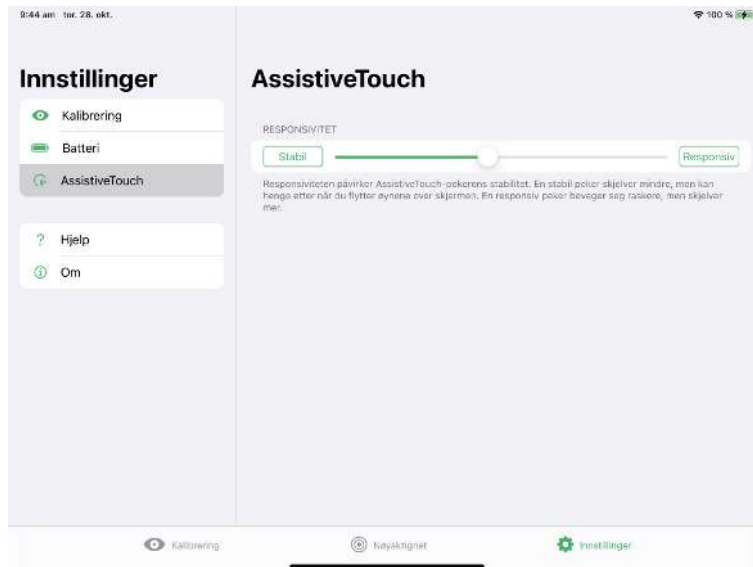 9:44 am tor. 28. okt.
100 %
Innstillinger
Kalibrering
Batteri
AssistiveTouch
Hjelp
Om
AssistiveTouch
RESPONSIVITET
Stabil
Responsiv
Responsiviteten påvirker AssistiveTouch-pekerens stabilitet. En stabil peker skjelver mindre, men kan
henge etter når du flytter øynene over skjermen. En responsiv peker beveger seg raskere, men skjelver
mer.
Kalibrering
Nøyaktighet
Innstillinger